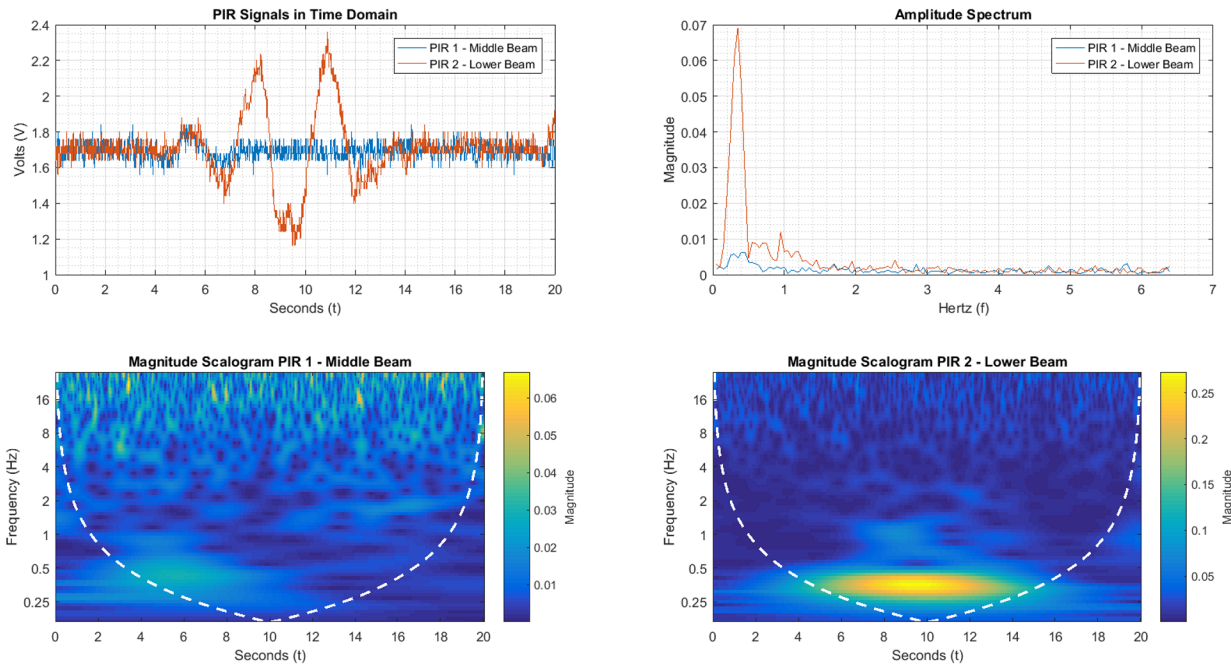 PIR Signals in Time Domain
2.4
2.2
2
1.8
1.6
1.4
1.2
1
Volts (V)
PIR 1 - Middle Beam
PIR 2 - Lower Beam
0 2 4 6 8 10 12 14 16 18 20
Seconds (t)
Amplitude Spectrum
0.07
0.06
0.05
0.04
0.03
0.02
0.01
0
Magnitude
PIR 1 - Middle Beam
PIR 2 - Lower Beam
0 1 2 3 4 5 6 7
Hertz (f)
Magnitude Scalogram PIR 1 - Middle Beam
16
8
4
2
1
0.5
0.25
Frequency (Hz)
0 2 4 6 8 10 12 14 16 18 20
Seconds (t)
0.06
0.05
0.04
0.03
0.02
0.01
Magnitude
Magnitude Scalogram PIR 2 - Lower Beam
16
8
4
2
1
0.5
0.25
Frequency (Hz)
0 2 4 6 8 10 12 14 16 18 20
Seconds (t)
0.25
0.2
0.15
0.1
0.05
Magnitude